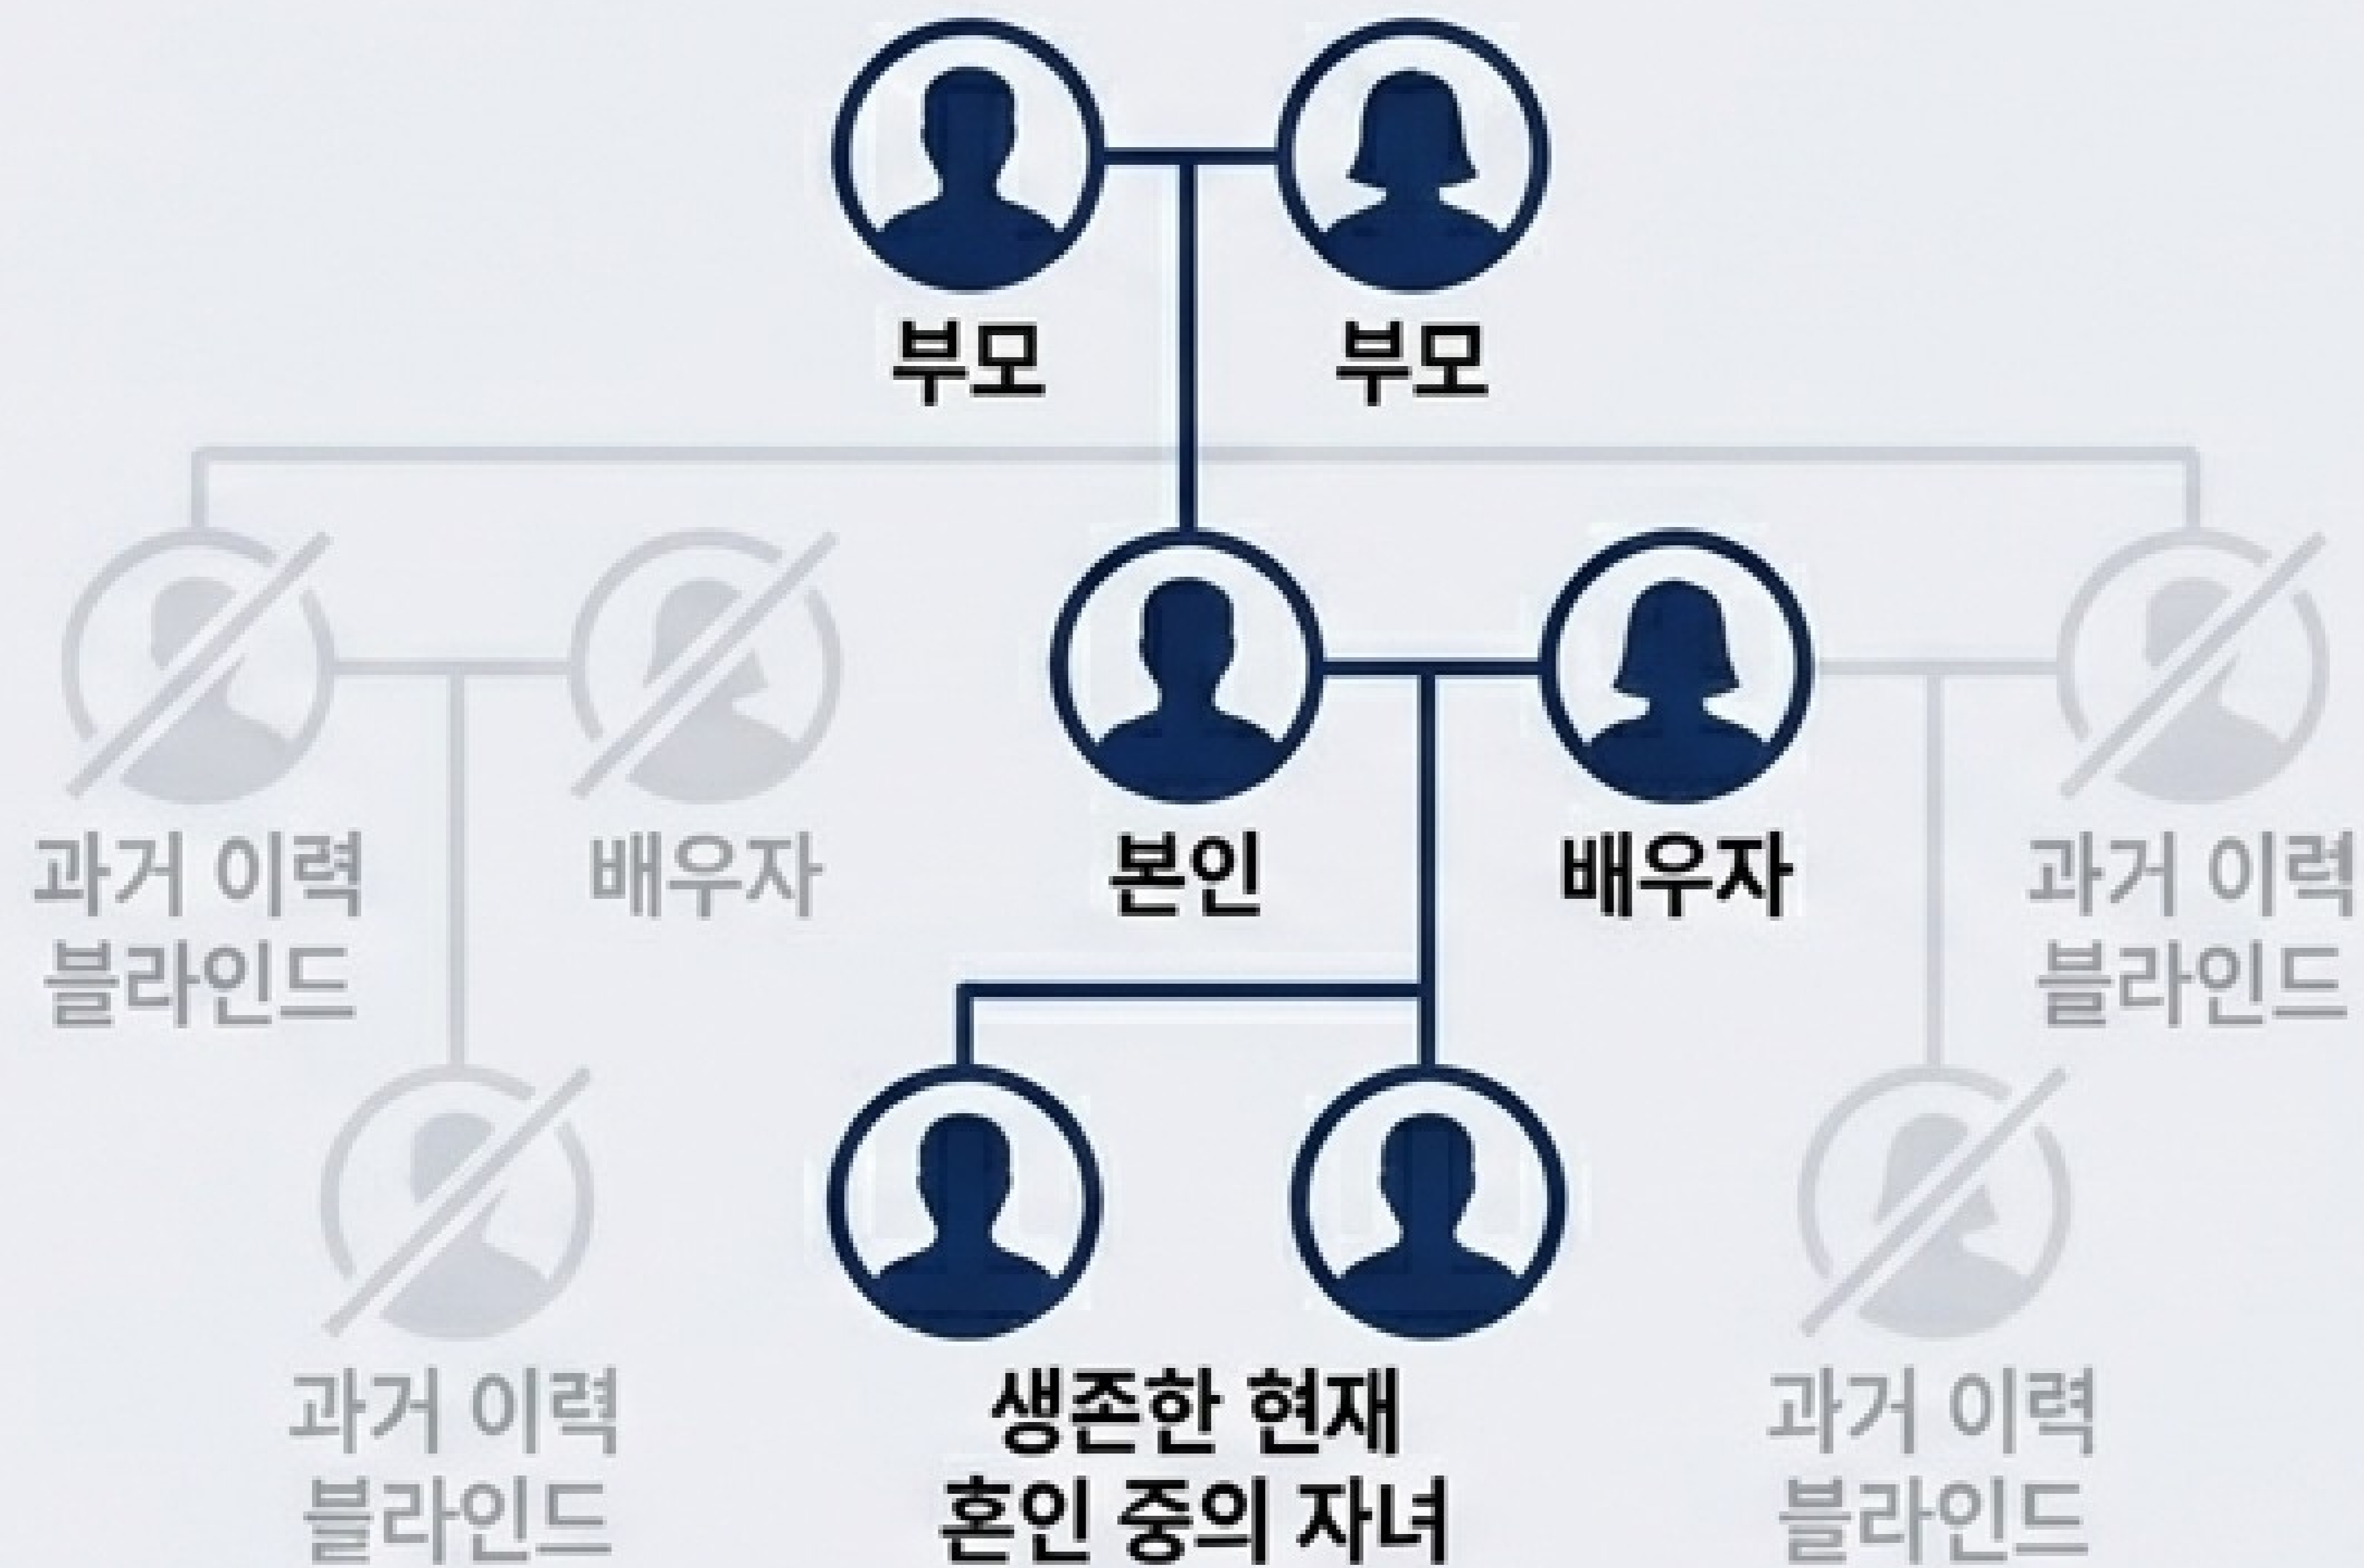 부모
부모
과거 이력
블라인드
배우자
본인
배우자
과거 이력
블라인드
과거 이력
블라인드
생존한 현재
혼인 중의 자녀
과거 이력
블라인드